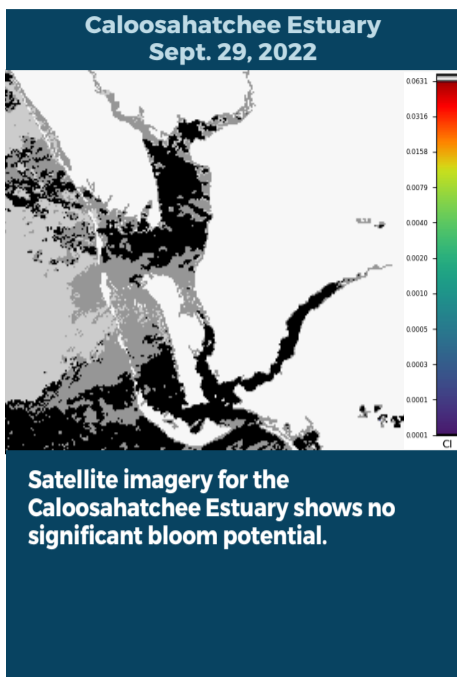 Caloosahatchee Estuary
Sept. 29, 2022
0.0631
0.0316
0.0158
0.0079
0.0040
0.0020
0.0010
0.0005
0.0003
0.0001
0.0001
CI
Satellite imagery for the
Caloosahatchee Estuary shows no
significant bloom potential.